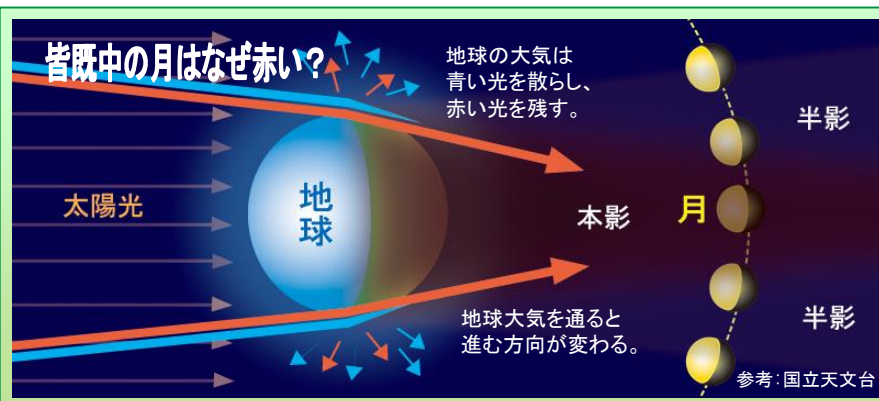 皆既中の月はなぜ赤い?
地球の大気は
青い光を散らし、
赤い光を残す。
半影
太陽光
地
球
本影
月
地球大気を通ると
進む方向が変わる。
半影
参考:国立天文台